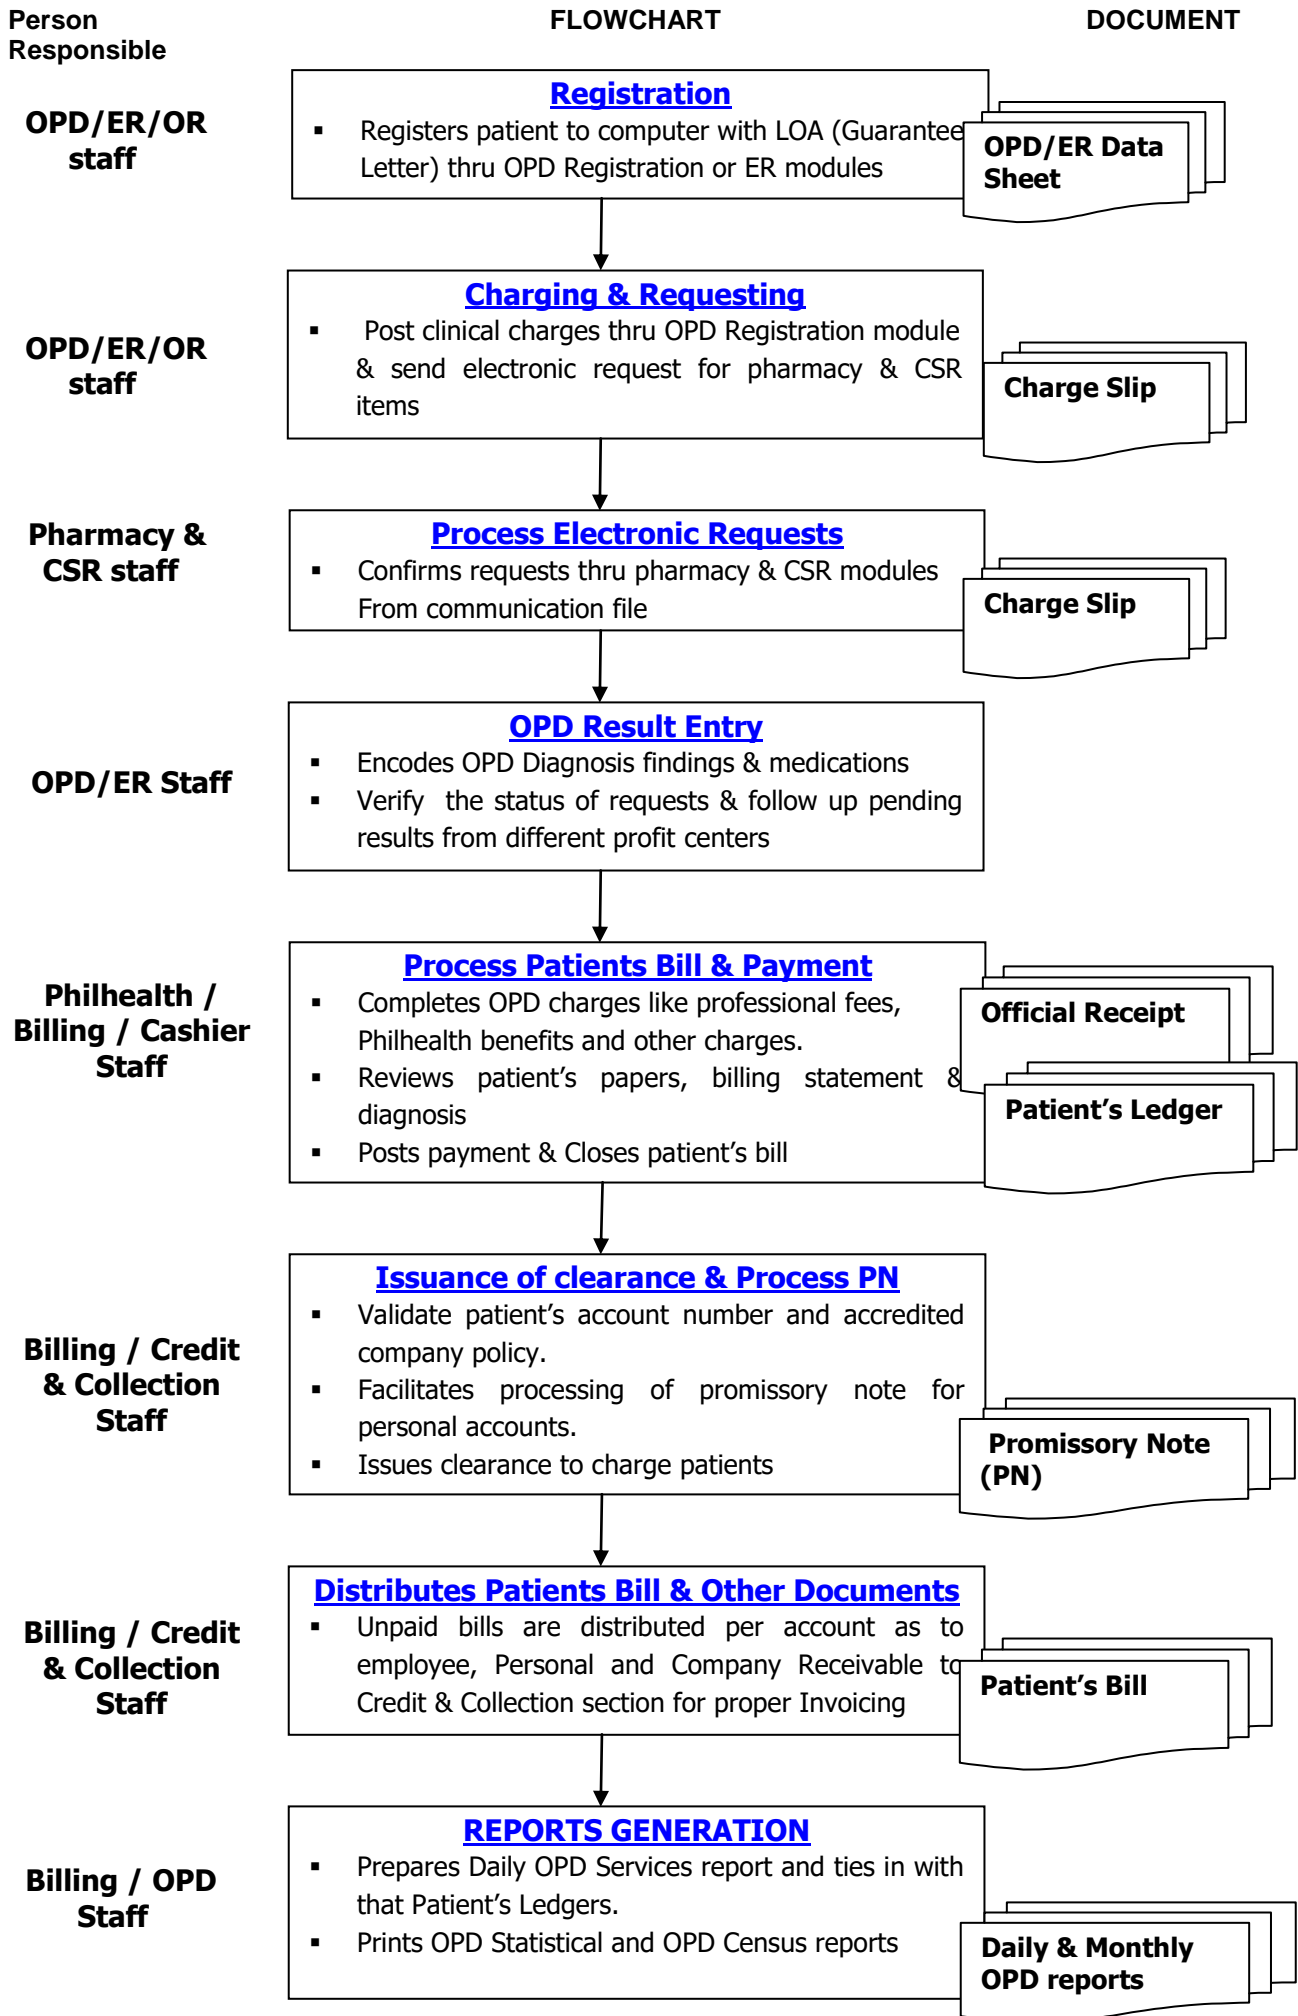 Person
Responsible
FLOWCHART
DOCUMENT
OPD/ER/OR
staff
Registration
▪ Registers patient to computer with LOA (Guarantee
Letter) thru OPD Registration or ER modules
OPD/ER Data
Sheet
OPD/ER/OR
staff
Charging & Requesting
▪ Post clinical charges thru OPD Registration module
& send electronic request for pharmacy & CSR
items
Charge Slip
Pharmacy &
CSR staff
Process Electronic Requests
▪ Confirms requests thru pharmacy & CSR modules
From communication file
Charge Slip
OPD/ER Staff
OPD Result Entry
▪ Encodes OPD Diagnosis findings & medications
▪ Verify the status of requests & follow up pending
results from different profit centers
Philhealth /
Billing / Cashier
Staff
Process Patients Bill & Payment
▪ Completes OPD charges like professional fees,
Philhealth benefits and other charges.
▪ Reviews patient’s papers, billing statement &
diagnosis
▪ Posts payment & Closes patient’s bill
Official Receipt
Patient’s Ledger
Billing / Credit
& Collection
Staff
Issuance of clearance & Process PN
▪ Validate patient’s account number and accredited
company policy.
▪ Facilitates processing of promissory note for
personal accounts.
▪ Issues clearance to charge patients
Promissory Note
(PN)
Billing / Credit
& Collection
Staff
Distributes Patients Bill & Other Documents
▪ Unpaid bills are distributed per account as to
employee, Personal and Company Receivable to
Credit & Collection section for proper Invoicing
Patient’s Bill
Billing / OPD
Staff
REPORTS GENERATION
▪ Prepares Daily OPD Services report and ties in with
that Patient’s Ledgers.
▪ Prints OPD Statistical and OPD Census reports
Daily & Monthly
OPD reports